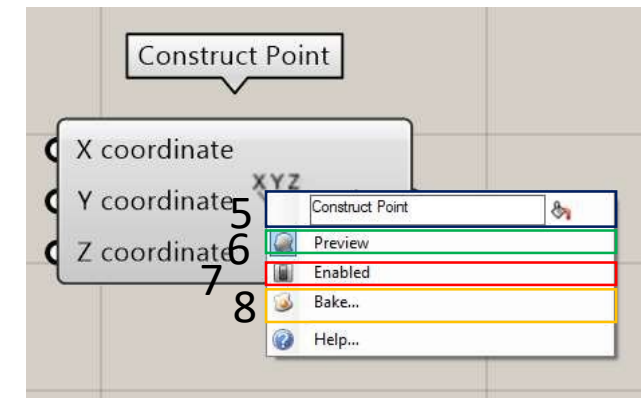 Construct Point
X coordinate
XYZ
Y coordinate
5 Construct Point
Z coordinate
6 Preview
7 Enabled
8 Bake...
Help...